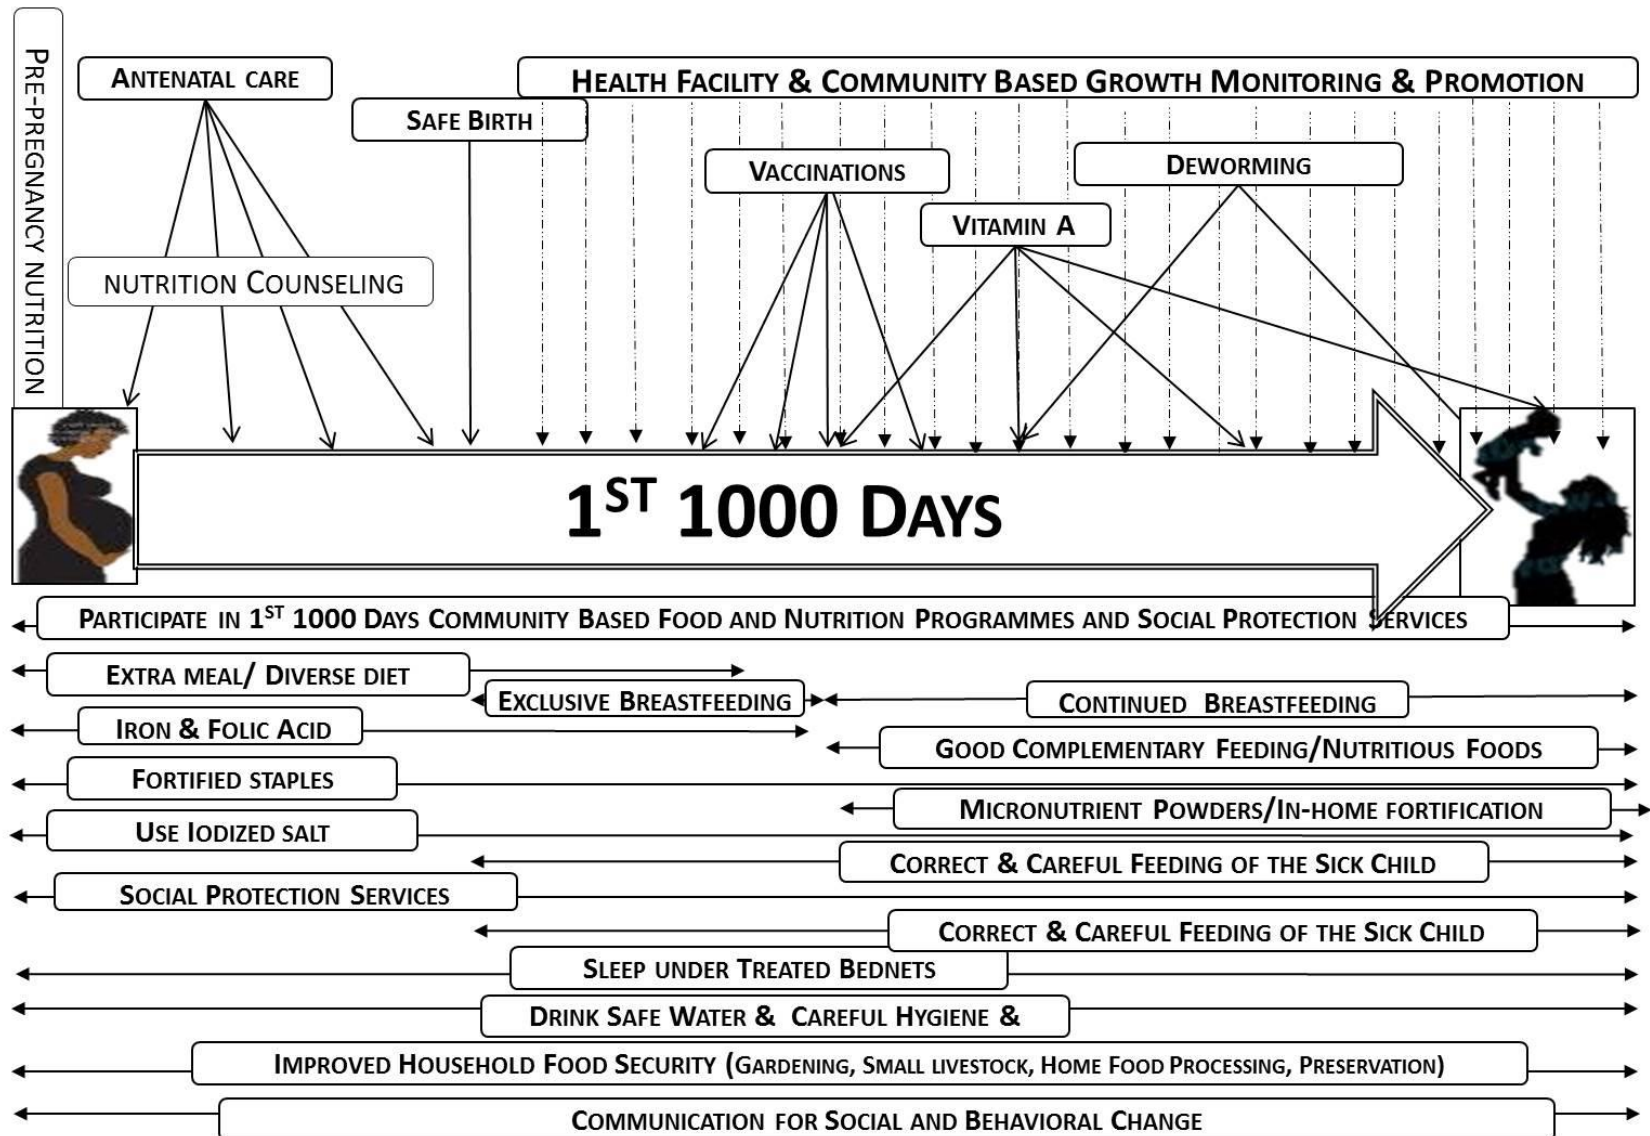 PRE-PREGNANCY NUTRITION
ANTENATAL CARE
HEALTH FACILITY & COMMUNITY BASED GROWTH MONITORING & PROMOTION
SAFE BIRTH
VACCINATIONS
DEWORMING
VITAMIN A
NUTRITION COUNSELING
1ST 1000 DAYS
PARTICIPATE IN 1ST 1000 DAYS COMMUNITY BASED FOOD AND NUTRITION PROGRAMMES AND SOCIAL PROTECTION SERVICES
EXTRA MEAL/ DIVERSE DIET
EXCLUSIVE BREASTFEEDING
CONTINUED BREASTFEEDING
IRON & FOLIC ACID
GOOD COMPLEMENTARY FEEDING/NUTRITIOUS FOODS
FORTIFIED STAPLES
MICRONUTRIENT POWDERS/IN-HOME FORTIFICATION
USE IODIZED SALT
CORRECT & CAREFUL FEEDING OF THE SICK CHILD
SOCIAL PROTECTION SERVICES
CORRECT & CAREFUL FEEDING OF THE SICK CHILD
SLEEP UNDER TREATED BEDNETS
DRINK SAFE WATER & CAREFUL HYGIENE &
IMPROVED HOUSEHOLD FOOD SECURITY (GARDENING, SMALL LIVESTOCK, HOME FOOD PROCESSING, PRESERVATION)
COMMUNICATION FOR SOCIAL AND BEHAVIORAL CHANGE